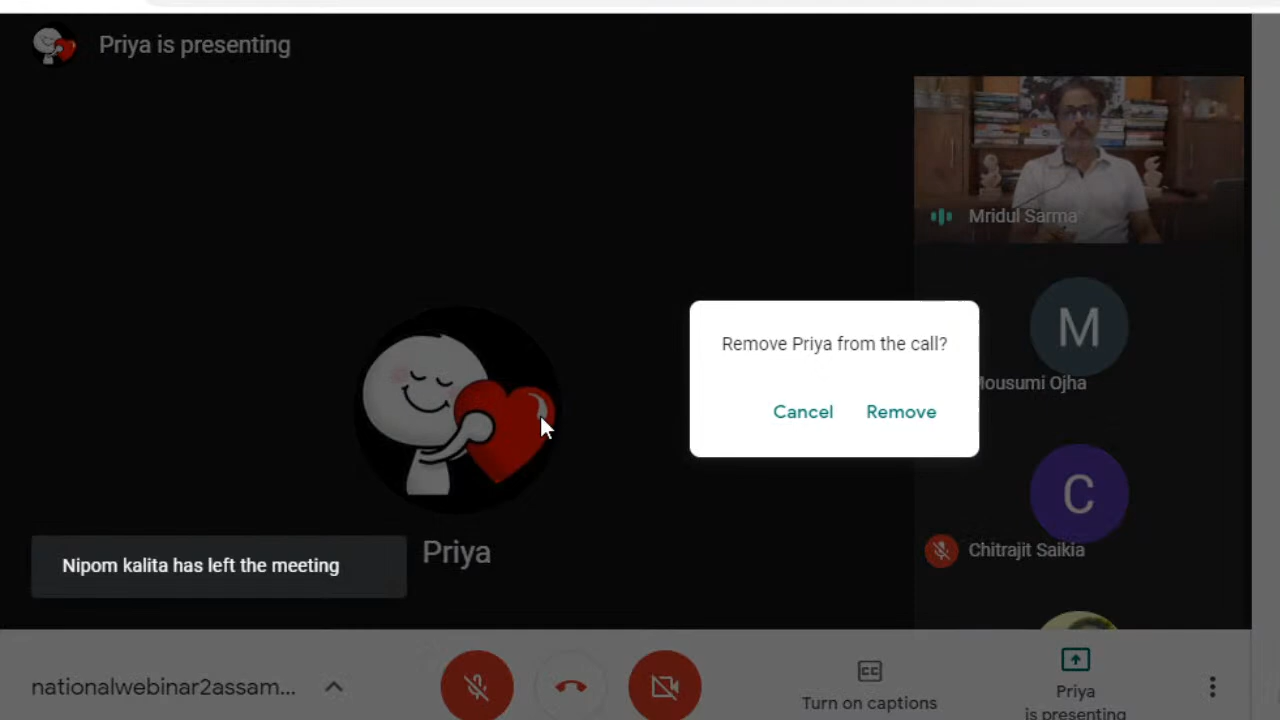 Priya is presenting
Mridul Sarma
Remove Priya from the call?
M
Mousumi Ojha
Cancel
Remove
C
Chitrajit Saikia
Priya
Nipom kalita has left the meeting
nationalwebinar2assam...
CC
Turn on captions
Priya
is presenting